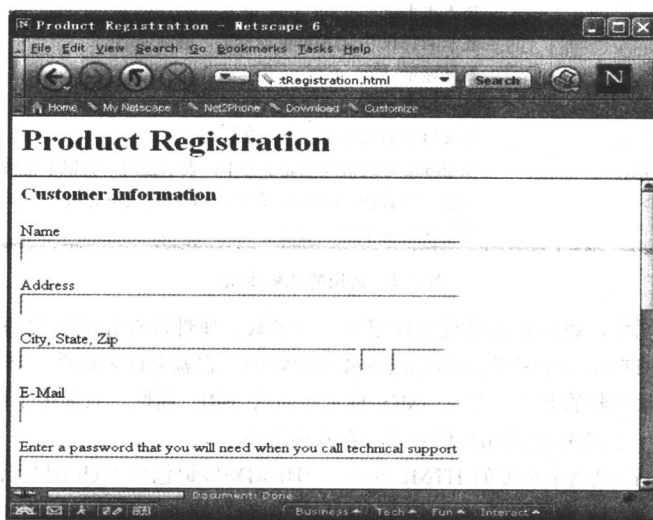 Product Registration - Netscape 6
File Edit View Search Go Bookmarks Tasks Help
tRegistration.html Search N
Home My Netscape Net2Phone Download Customize
Product Registration
Customer Information
Name
Address
City, State, Zip
E-Mail
Enter a password that you will need when you call technical support
Document: Done
Business Tech Fun Interact